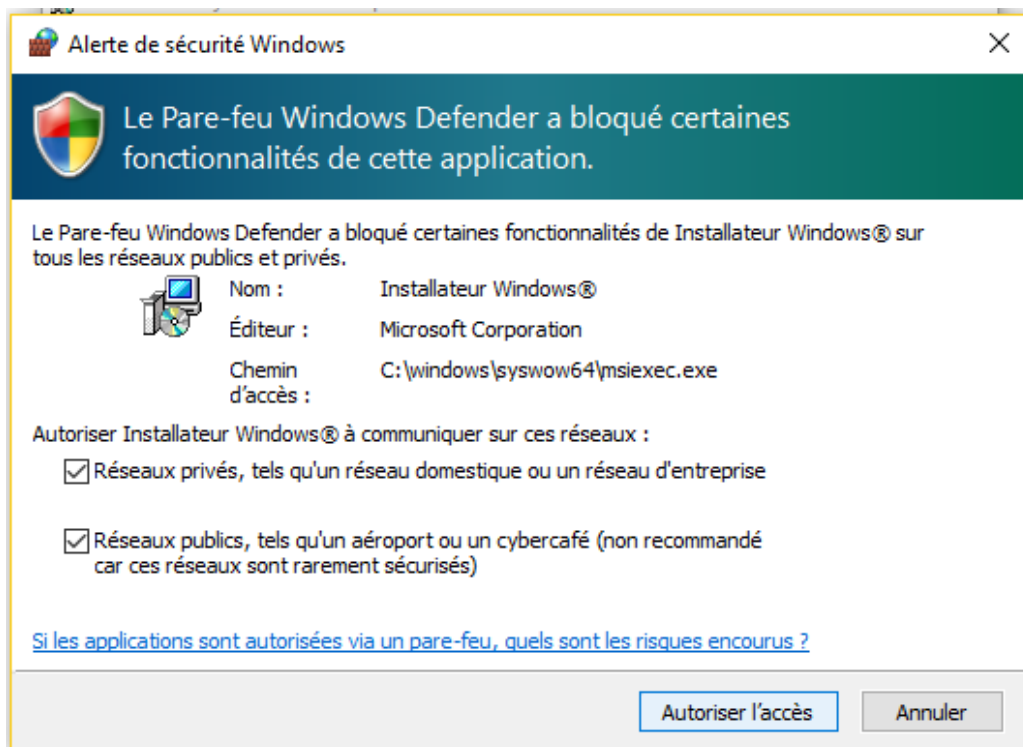 Alerte de sécurité Windows
Le Pare-feu Windows Defender a bloqué certaines
fonctionnalités de cette application.
Le Pare-feu Windows Defender a bloqué certaines fonctionnalités de Installateur Windows® sur
tous les réseaux publics et privés.
Nom : Installateur Windows®
Éditeur : Microsoft Corporation
Chemin C:\windows\syswow64\msiexec.exe
d'accès :
Autoriser Installateur Windows® à communiquer sur ces réseaux :
Réseaux privés, tels qu'un réseau domestique ou un réseau d'entreprise
Réseaux publics, tels qu'un aéroport ou un cybercafé (non recommandé
car ces réseaux sont rarement sécurisés)
Si les applications sont autorisées via un pare-feu, quels sont les risques encourus ?
Autoriser l'accès Annuler